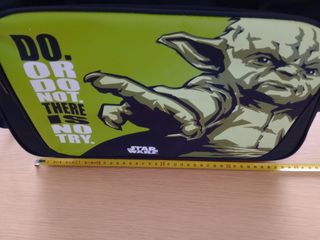 DO.
OR
DO
NOT
THERE
IS
NO
TRY.
STAR
WARS